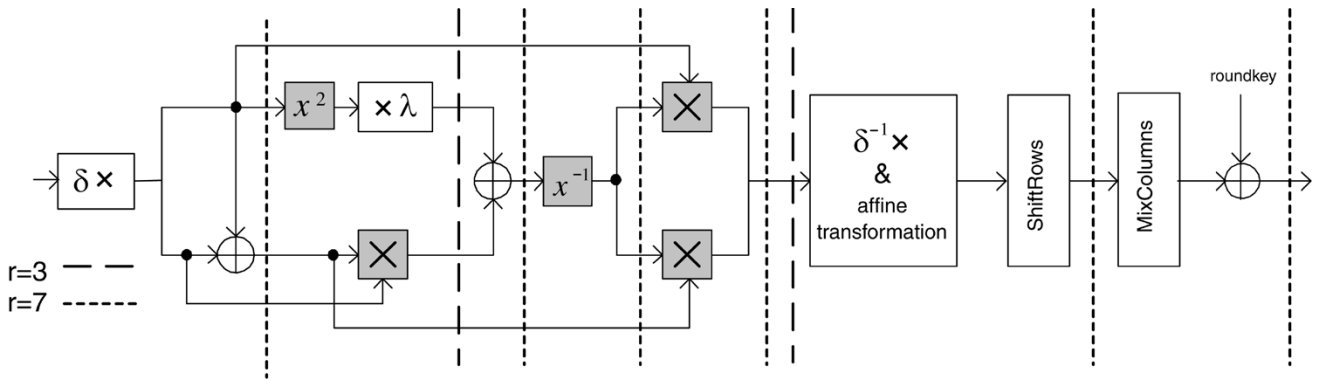 δ ×
x²
× λ
×
x⁻¹
×
×
δ⁻¹ ×
&
affine
transformation
ShiftRows
MixColumns
roundkey
r=3
r=7